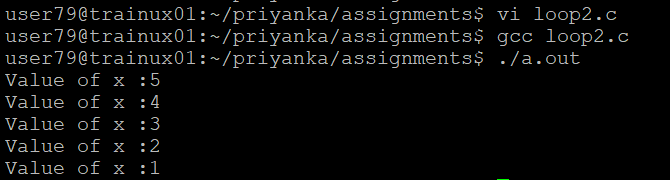 user79@trainux01:~/priyanka/assignments$ vi loop2.c
user79@trainux01:~/priyanka/assignments$ gcc loop2.c
user79@trainux01:~/priyanka/assignments$ ./a.out
Value of x :5
Value of x :4
Value of x :3
Value of x :2
Value of x :1